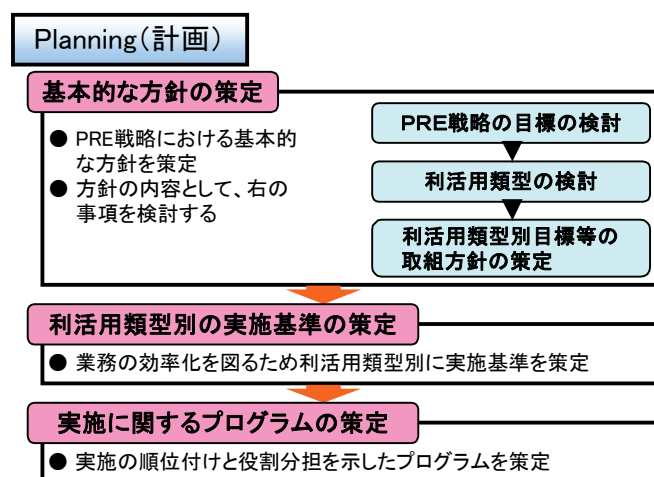 Planning(計画)
基本的な方針の策定
● PRE戦略における基本的
な方針を策定
● 方針の内容として、右の
事項を検討する
PRE戦略の目標の検討
利活用類型の検討
利活用類型別目標等の
取組方針の策定
利活用類型別の実施基準の策定
● 業務の効率化を図るため利活用類型別に実施基準を策定
実施に関するプログラムの策定
● 実施の順位付けと役割分担を示したプログラムを策定